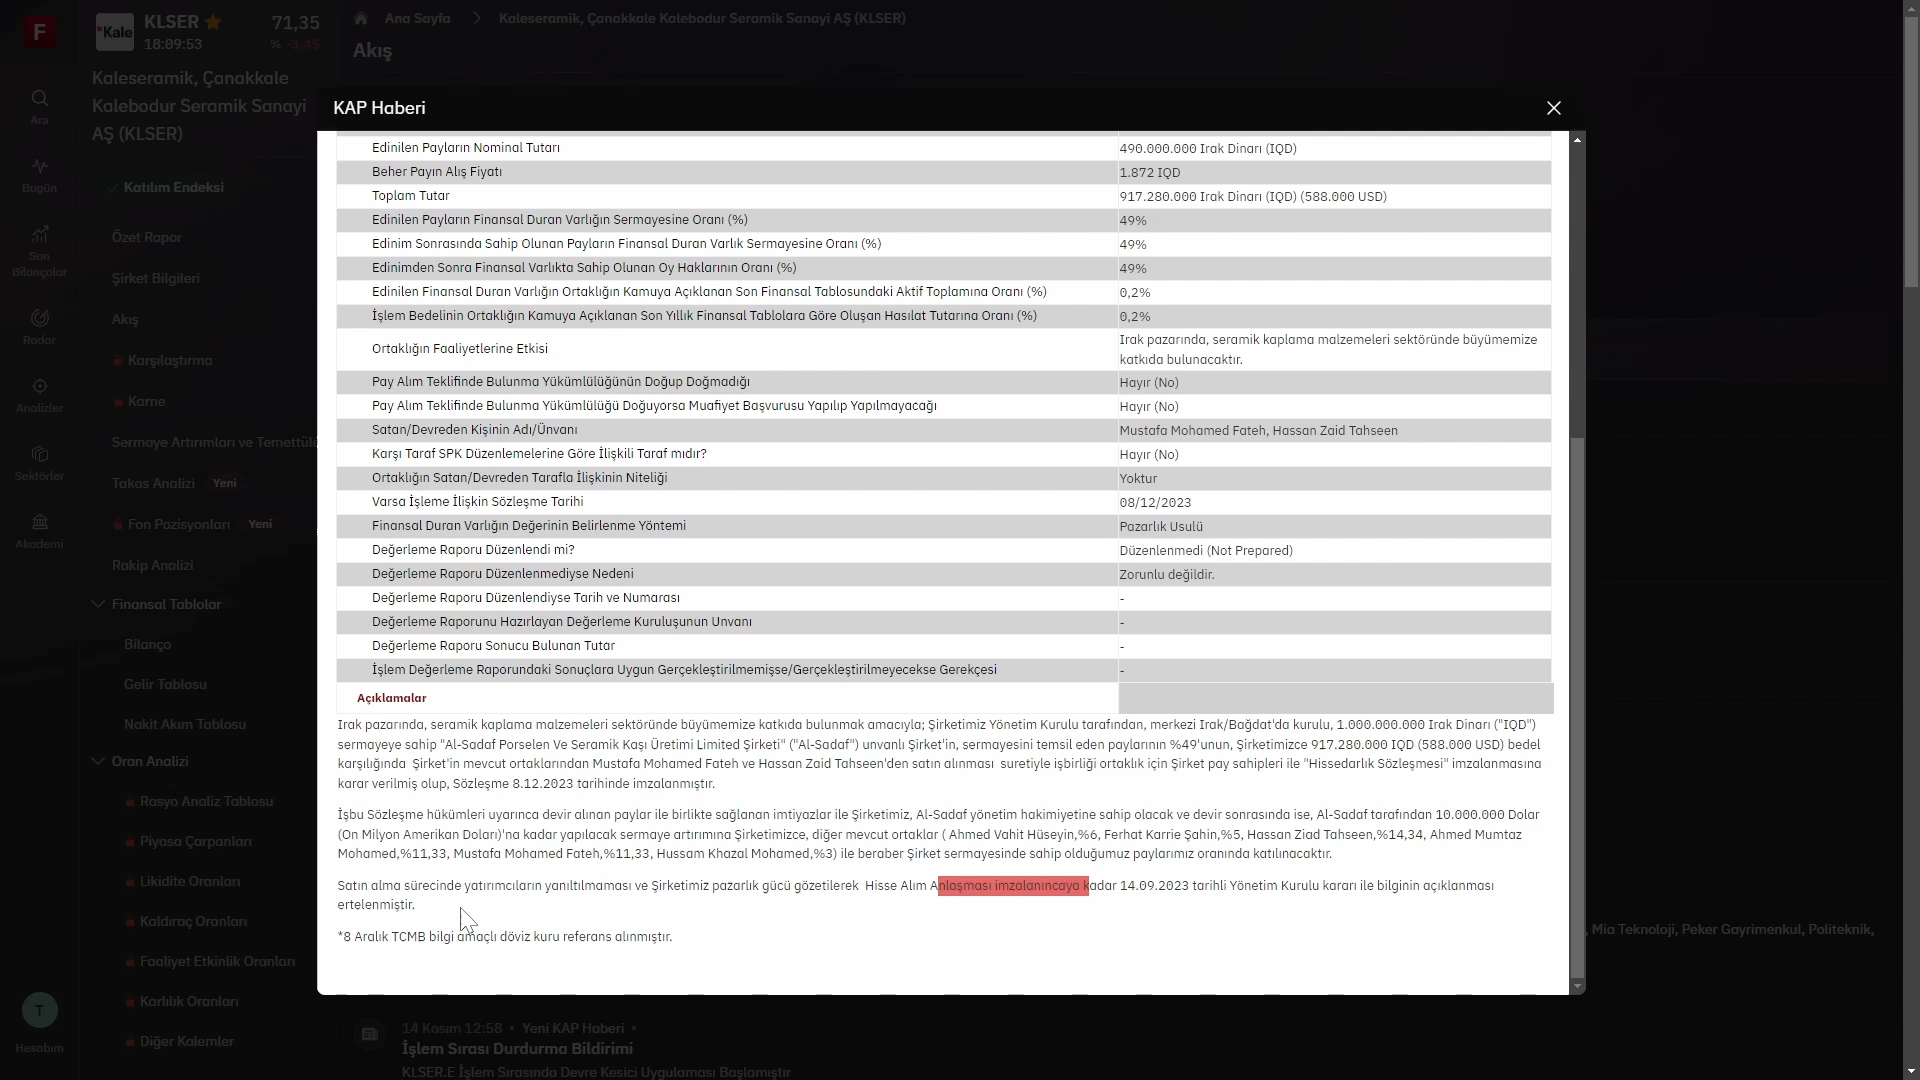 F
Ara
Bugün
Son
Bilançolar
Radar
Analizler
Sektörler
Akademi
T
Hesabım
Kale
KLSER
18:09:53
71,35
% -3,45
Kaleseramik, Çanakkale
Kalebodur Seramik Sanayi
AŞ (KLSER)
Katılım Endeksi
Özet Rapor
Şirket Bilgileri
Akış
Karşılaştırma
Karne
Sermaye Artırımları ve Temettüle
Takas Analizi Yeni
Fon Pozisyonları Yeni
Rakip Analizi
Finansal Tablolar
Bilanço
Gelir Tablosu
Nakit Akım Tablosu
Oran Analizi
Rasyo Analiz Tablosu
Piyasa Çarpanları
Likidite Oranları
Kaldıraç Oranları
Faaliyet Etkinlik Oranları
Karlılık Oranları
Diğer Kalemler
Ana Sayfa Kaleseramik, Çanakkale Kalebodur Seramik Sanayi AŞ (KLSER)
Akış
KAP Haberi
Edinilen Payların Nominal Tutarı 490.000.000 Irak Dinarı (IQD)
Beher Payın Alış Fiyatı 1.872 IQD
Toplam Tutar 917.280.000 Irak Dinarı (IQD) (588.000 USD)
Edinilen Payların Finansal Duran Varlığın Sermayesine Oranı (%) 49%
Edinim Sonrasında Sahip Olunan Payların Finansal Duran Varlık Sermayesine Oranı (%) 49%
Edinimden Sonra Finansal Varlıkta Sahip Olunan Oy Haklarının Oranı (%) 49%
Edinilen Finansal Duran Varlığın Ortaklığın Kamuya Açıklanan Son Finansal Tablosundaki Aktif Toplamına Oranı (%) 0,2%
İşlem Bedelinin Ortaklığın Kamuya Açıklanan Son Yıllık Finansal Tablolara Göre Oluşan Hasılat Tutarına Oranı (%) 0,2%
Ortaklığın Faaliyetlerine Etkisi Irak pazarında, seramik kaplama malzemeleri sektöründe büyümemize
katkıda bulunacaktır.
Pay Alım Teklifinde Bulunma Yükümlülüğünün Doğup Doğmadığı Hayır (No)
Pay Alım Teklifinde Bulunma Yükümlülüğü Doğuyorsa Muafiyet Başvurusu Yapılıp Yapılmayacağı Hayır (No)
Satan/Devreden Kişinin Adı/Ünvanı Mustafa Mohamed Fateh, Hassan Zaid Tahseen
Karşı Taraf SPK Düzenlemelerine Göre İlişkili Taraf mıdır? Hayır (No)
Ortaklığın Satan/Devreden Tarafla İlişkinin Niteliği Yoktur
Varsa İşleme İlişkin Sözleşme Tarihi 08/12/2023
Finansal Duran Varlığın Değerinin Belirlenme Yöntemi Pazarlık Usulü
Değerleme Raporu Düzenlendi mi? Düzenlenmedi (Not Prepared)
Değerleme Raporu Düzenlenmediyse Nedeni Zorunlu değildir.
Değerleme Raporu Düzenlendiyse Tarih ve Numarası -
Değerleme Raporunu Hazırlayan Değerleme Kuruluşunun Unvanı -
Değerleme Raporu Sonucu Bulunan Tutar -
İşlem Değerleme Raporundaki Sonuçlara Uygun Gerçekleştirilmemişse/Gerçekleştirilmeyecekse Gerekçesi -
Açıklamalar
Irak pazarında, seramik kaplama malzemeleri sektöründe büyümemize katkıda bulunmak amacıyla; Şirketimiz Yönetim Kurulu tarafından, merkezi Irak/Bağdat'da kurulu, 1.000.000.000 Irak Dinarı ("IQD")
sermayeye sahip "Al-Sadaf Porselen Ve Seramik Kaşı Üretimi Limited Şirketi" ("Al-Sadaf") unvanlı Şirket'in, sermayesini temsil eden paylarının %49'unun, Şirketimizce 917.280.000 IQD (588.000 USD) bedel
karşılığında Şirket'in mevcut ortaklarından Mustafa Mohamed Fateh ve Hassan Zaid Tahseen'den satın alınması suretiyle işbirliği ortaklık için Şirket pay sahipleri ile "Hissedarlık Sözleşmesi" imzalanmasına
karar verilmiş olup, Sözleşme 8.12.2023 tarihinde imzalanmıştır.
İşbu Sözleşme hükümleri uyarınca devir alınan paylar ile birlikte sağlanan imtiyazlar ile Şirketimiz, Al-Sadaf yönetim hakimiyetine sahip olacak ve devir sonrasında ise, Al-Sadaf tarafından 10.000.000 Dolar
(On Milyon Amerikan Doları)'na kadar yapılacak sermaye artırımına Şirketimizce, diğer mevcut ortaklar ( Ahmed Vahit Hüseyin,%6, Ferhat Karrie Şahin,%5, Hassan Ziad Tahseen,%14,34, Ahmed Mumtaz
Mohamed,%11,33, Mustafa Mohamed Fateh,%11,33, Hussam Khazal Mohamed,%3) ile beraber Şirket sermayesinde sahip olduğumuz paylarımız oranında katılınacaktır.
Satın alma sürecinde yatırımcıların yanıltılmaması ve Şirketimiz pazarlık gücü gözetilerek Hisse Alım Anlaşması imzalanıncaya kadar 14.09.2023 tarihli Yönetim Kurulu kararı ile bilginin açıklanması
ertelenmiştir.
*8 Aralık TCMB bilgi amaçlı döviz kuru referans alınmıştır.
, Mia Teknoloji, Peker Gayrimenkul, Politeknik,
14 Kasım 12:58 • Yeni KAP Haberi •
İşlem Sırası Durdurma Bildirimi
KLSER.E İşlem Sırasında Devre Kesici Uygulaması Başlamıştır